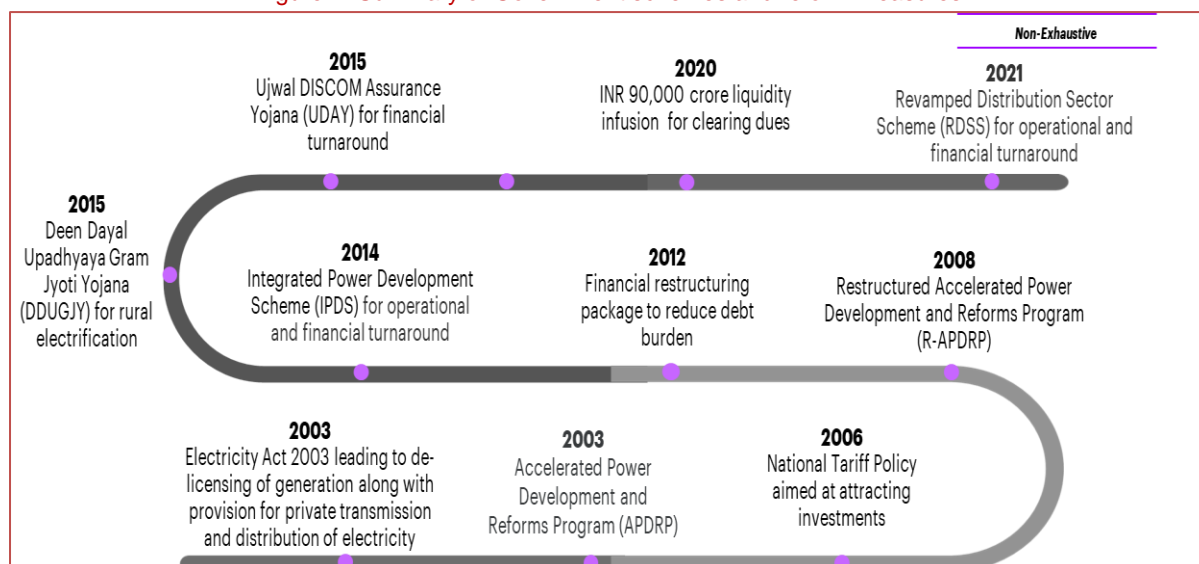 Non-Exhaustive
2015
Ujwal DISCOM Assurance
Yojana (UDAY) for financial
turnaround
2020
INR 90,000 crore liquidity
infusion for clearing dues
2021
Revamped Distribution Sector
Scheme (RDSS) for operational and
financial turnaround
2015
Deen Dayal
Upadhyaya Gram
Jyoti Yojana
(DDUGJY) for rural
electrification
2014
Integrated Power Development
Scheme (IPDS) for operational
and financial turnaround
2012
Financial restructuring
package to reduce debt
burden
2008
Restructured Accelerated Power
Development and Reforms Program
(R-APDRP)
2003
Electricity Act 2003 leading to de-
licensing of generation along with
provision for private transmission
and distribution of electricity
2003
Accelerated Power
Development and
Reforms Program (APDRP)
2006
National Tariff Policy
aimed at attracting
investments